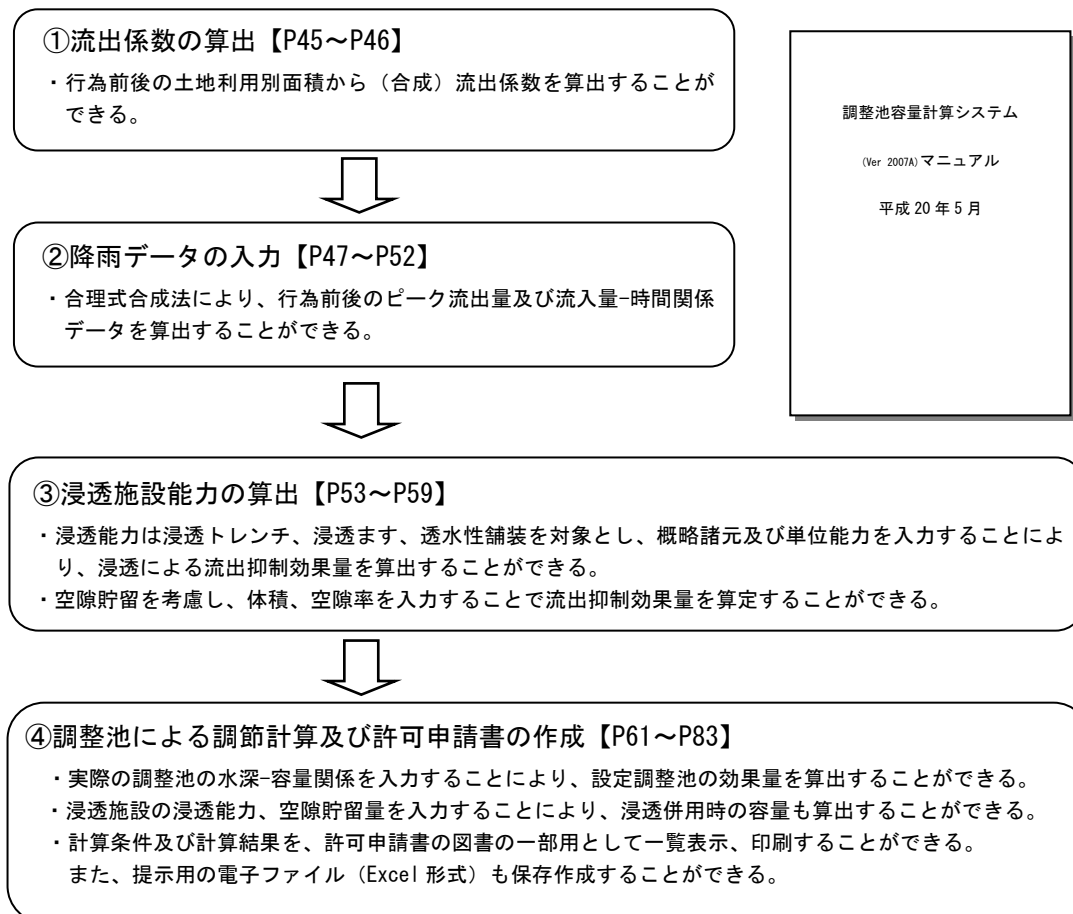 ①流出係数の算出【P45～P46】
・行為前後の土地利用別面積から（合成）流出係数を算出することが
できる。
調整池容量計算システム
(Ver 2007A)マニュアル
平成 20 年 5 月
②降雨データの入力【P47～P52】
・合理式合成法により、行為前後のピーク流出量及び流入量-時間関係
データを算出することができる。
③浸透施設能力の算出【P53～P59】
・浸透能力は浸透トレンチ、浸透ます、透水性舗装を対象とし、概略諸元及び単位能力を入力することによ
り、浸透による流出抑制効果量を算出することができる。
・空隙貯留を考慮し、体積、空隙率を入力することで流出抑制効果量を算定することができる。
④調整池による調節計算及び許可申請書の作成【P61～P83】
・実際の調整池の水深-容量関係を入力することにより、設定調整池の効果量を算出することができる。
・浸透施設の浸透能力、空隙貯留量を入力することにより、浸透併用時の容量も算出することができる。
・計算条件及び計算結果を、許可申請書の図書の一部用として一覧表示、印刷することができる。
また、提示用の電子ファイル（Excel 形式）も保存作成することができる。